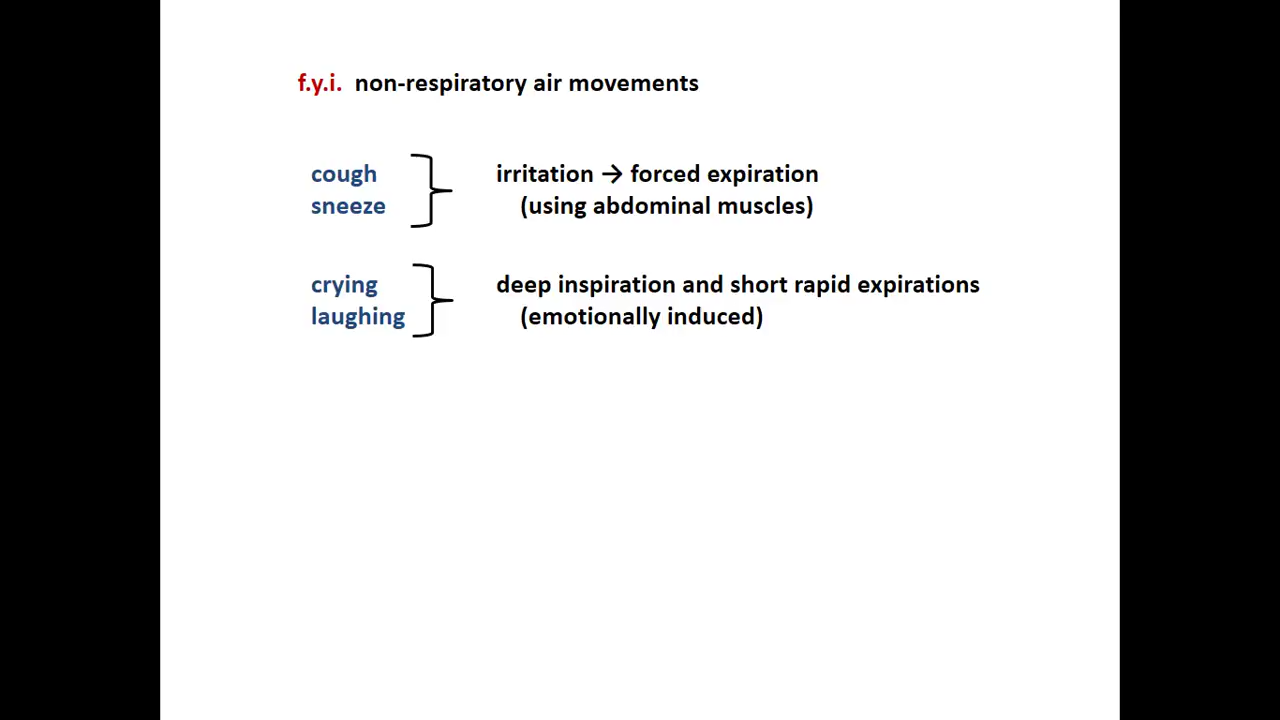 f.y.i. non-respiratory air movements
cough
sneeze
irritation → forced expiration
(using abdominal muscles)
crying
laughing
deep inspiration and short rapid expirations
(emotionally induced)